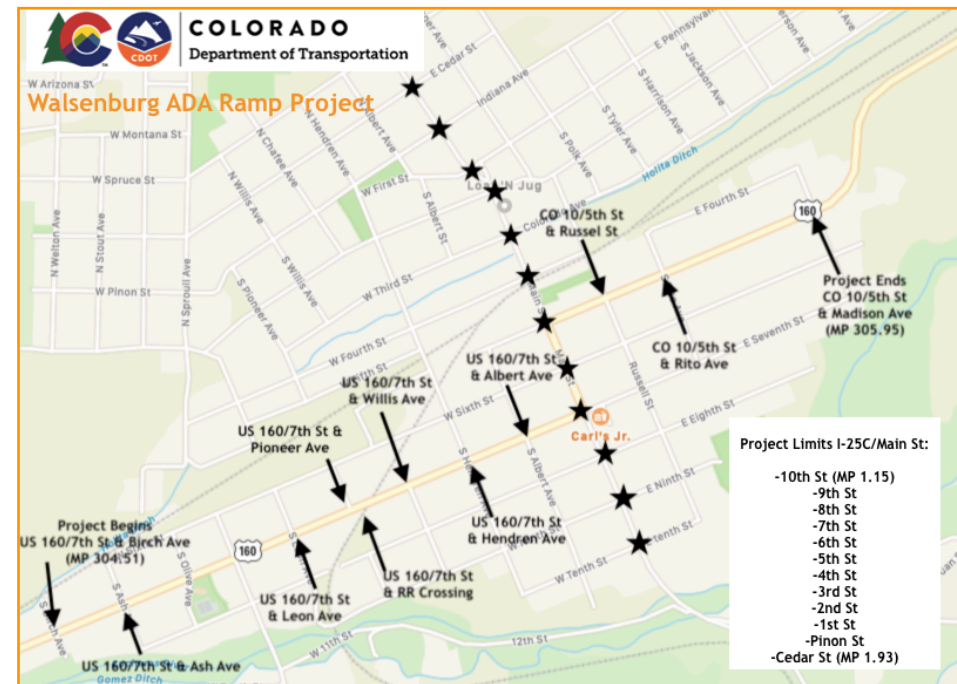 COLORADO
Department of Transportation
CDOT
TM
Walsenburg ADA Ramp Project
W Arizona St
E Cedar St
E Pennsylvania
Indiana Ave
S Jackson Ave
S Harrison Ave
S Tyler Ave
S Polk Ave
N Hendren Ave
Albert Ave
N Chafee Ave
W Montana St
W Spruce St
N Willis Ave
W First St
S Albert St
Holita Ditch
Colorado Ave
E Fourth St
160
N Welton Ave
N Stout Ave
N Sproull Ave
S Willis Ave
S Pioneer Ave
W Pinon St
W Third St
W Fourth St
CO 10/5th St
& Russel St
Project Ends
CO 10/5th St
& Madison Ave
(MP 305.95)
CO 10/5th St
& Rito Ave
E Seventh St
Russell St
US 160/7th St
& Albert Ave
US 160/7th St
& Willis Ave
W Sixth St
E Eighth St
Carl's Jr.
US 160/7th St &
Pioneer Ave
S Albert Ave
E Ninth St
US 160/7th St
& Hendren Ave
W Tenth St
Project Begins
US 160/7th St & Birch Ave
(MP 304.51)
160
S Olive Ave
S Ash
US 160/7th St
& RR Crossing
US 160/7th St
& Leon Ave
W 11th St
12th St
US 160/7th St & Ash Ave
Gomez Ditch
Project Limits I-25C/Main St:
-10th St (MP 1.15)
-9th St
-8th St
-7th St
-6th St
-5th St
-4th St
-3rd St
-2nd St
-1st St
-Pinon St
-Cedar St (MP 1.93)